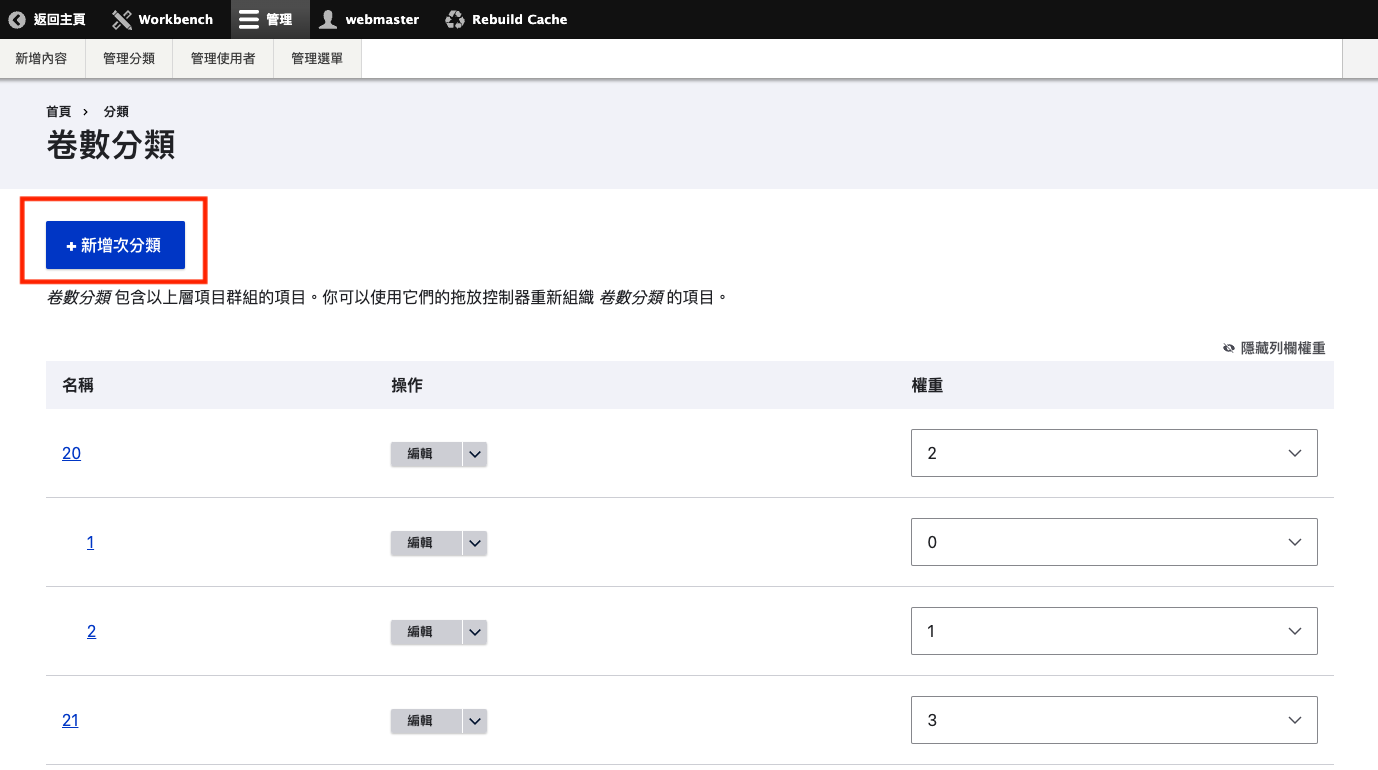 返回主頁 Workbench 管理 webmaster Rebuild Cache
新增內容 管理分類 管理使用者 管理選單
首頁 › 分類
卷數分類
+ 新增次分類
卷數分類 包含以上層項目群組的項目。你可以使用它們的拖放控制器重新組織 卷數分類 的項目。
隱藏列欄權重
名稱 操作 權重
20 編輯 2
1 編輯 0
2 編輯 1
21 編輯 3